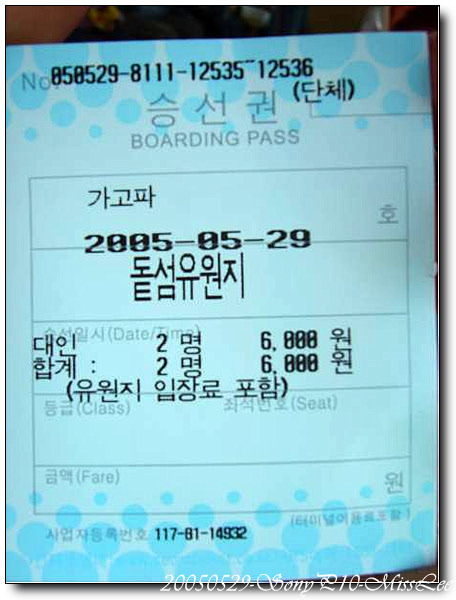 No. 050529-8111-12535~12536
승선권 (단체)
BOARDING PASS
가고파 호
2005-05-29
돝섬유원지
승선일시(Date/Time)
대인 2 명 6,000 원
합계 : 2 명 6,000 원
(유원지 입장료 포함)
등급(Class) 좌석번호(Seat)
금액(Fare) 원
(터미널이용료포함)
사업자등록번호 117-81-14932
20050529-Sony P10-MissLee